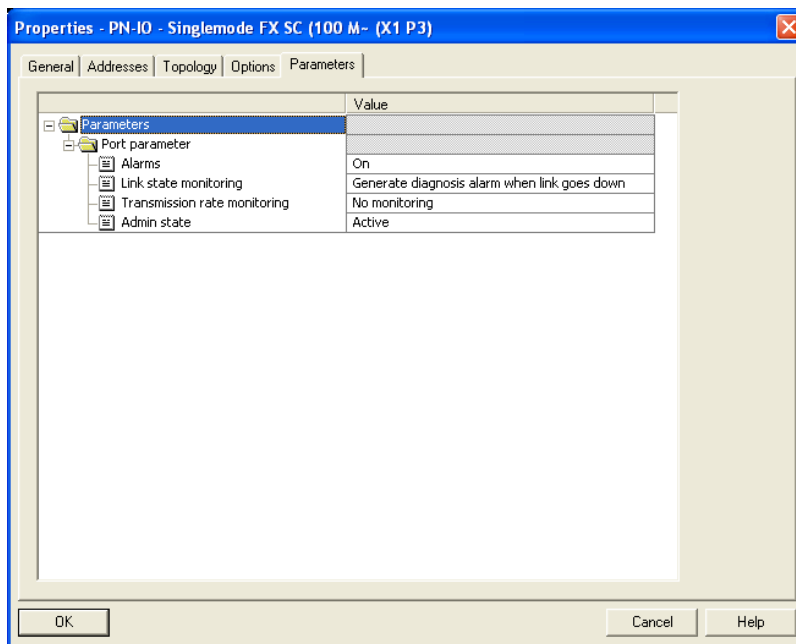 Properties - PN-IO - Singlemode FX SC (100 M~ (X1 P3)
General Addresses Topology Options Parameters
Value
Parameters
Port parameter
Alarms On
Link state monitoring Generate diagnosis alarm when link goes down
Transmission rate monitoring No monitoring
Admin state Active
OK Cancel Help